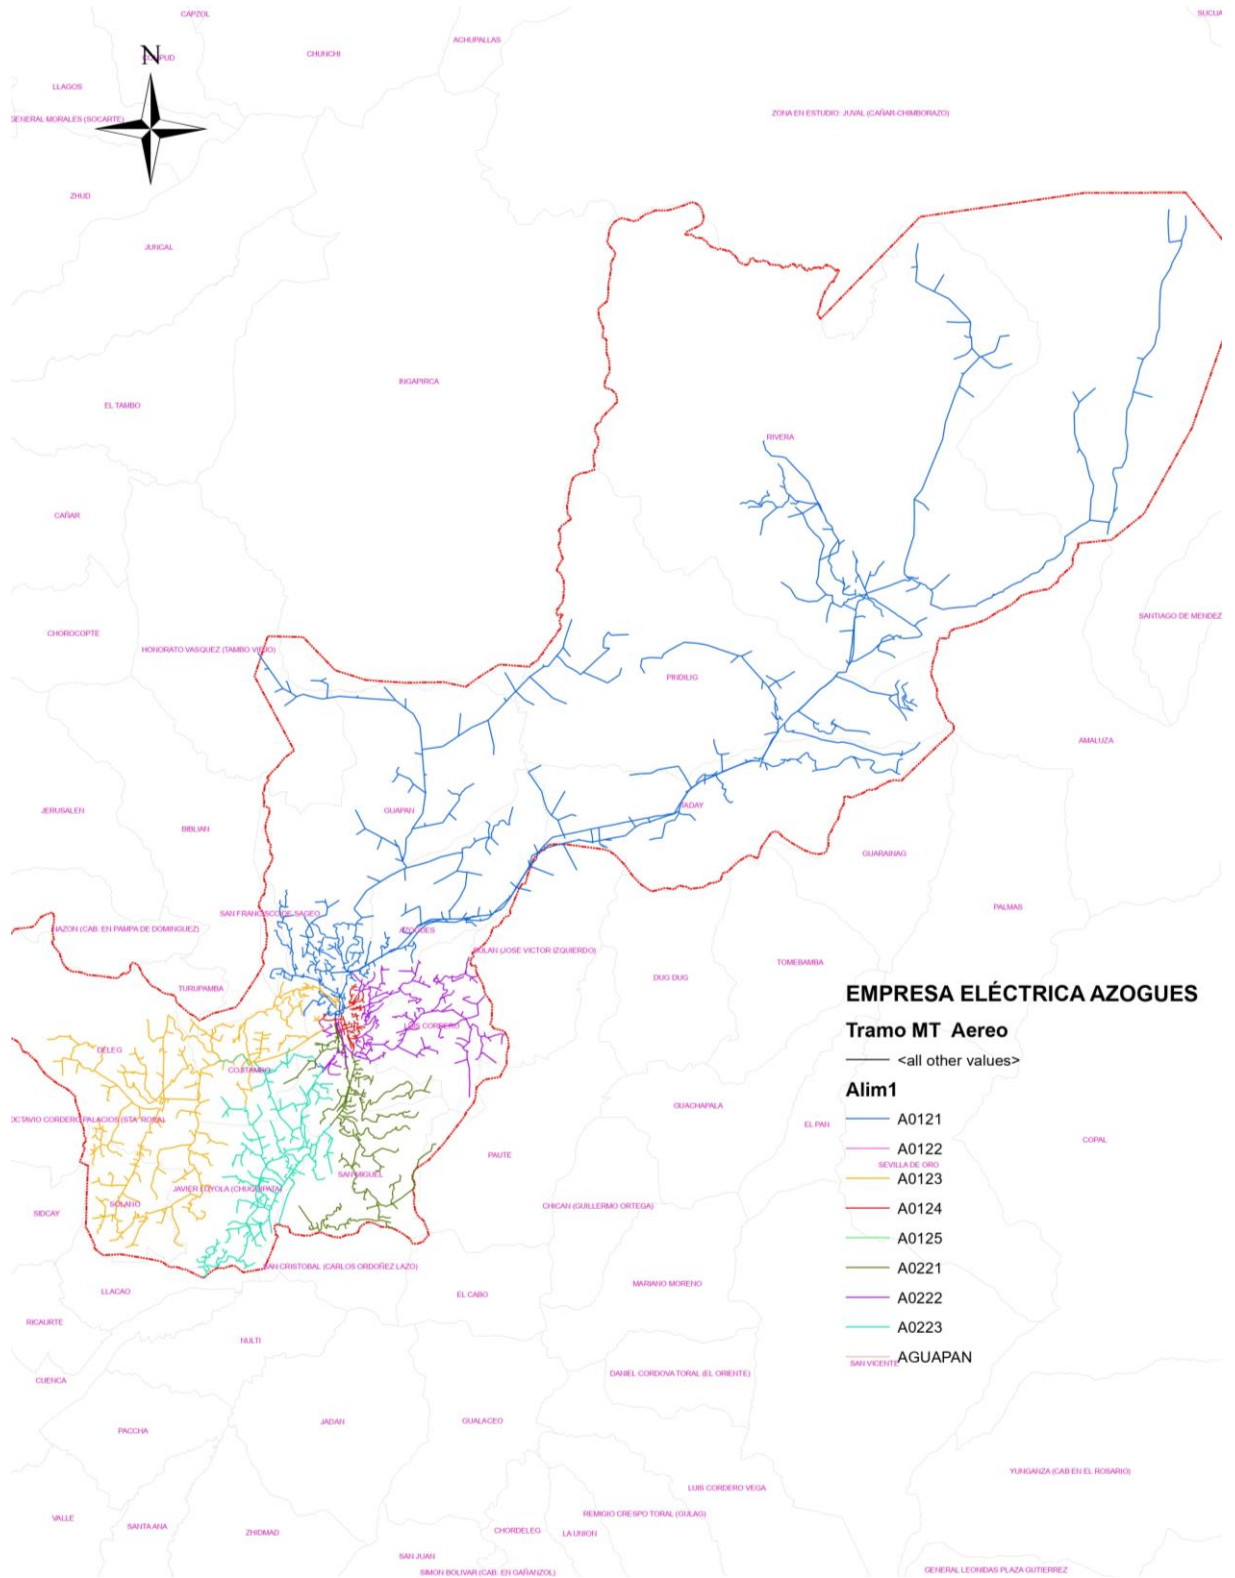 CAPZOL
SUCUA
ACHUPALLAS
N
CHUNCHI
LLAGOS
ZONA EN ESTUDIO: JUVAL (CAÑAR-CHIMBORAZO)
GENERAL MORALES (SOCARTE)
ZHUD
JUNCAL
INGAPIRCA
EL TAMBO
RIVERA
CAÑAR
SANTIAGO DE MENDEZ
CHOROCOPTE
HONORATO VASQUEZ (TAMBO VIEJO)
PINDILIG
AMALUZA
JERUSALEN
GUAPAN
BIBLIAN
GUARAINAG
PALMAS
SAN FRANCISCO DE SAGEO
NAZON (CAB. EN PAMPA DE DOMINGUEZ)
AZOGUES
BULAN (JOSE VICTOR IZQUIERDO)
TOMEBAMBA
DUG DUG
TURUPAMBA
EMPRESA ELÉCTRICA AZOGUES
LUIS CORDERO
Tramo MT Aereo
DELEG
<all other values>
COJITAMBO
Alim1
GUACHAPALA
A0121
OCTAVIO CORDERO PALACIOS (STA. ROSA)
EL PAN
COPAL
A0122
PAUTE
SEVILLA DE ORO
SAN MIGUEL
A0123
JAVIER LOYOLA (CHUQUIPATA)
SOLANO
CHICAN (GUILLERMO ORTEGA)
A0124
SIDCAY
A0125
SAN CRISTOBAL (CARLOS ORDOÑEZ LAZO)
A0221
MARIANO MORENO
LLACAO
EL CABO
A0222
RICAURTE
A0223
NULTI
AGUAPAN
SAN VICENTE
DANIEL CORDOVA TORAL (EL ORIENTE)
CUENCA
JADAN
GUALACEO
PACCHA
YUNGANZA (CAB EN EL ROSARIO)
LUIS CORDERO VEGA
REMIGIO CRESPO TORAL (GULAG)
VALLE
SANTA ANA
ZHIDMAD
CHORDELEG
LA UNION
SAN JUAN
SIMON BOLIVAR (CAB. EN GAÑANZOL)
GENERAL LEONIDAS PLAZA GUTIERREZ